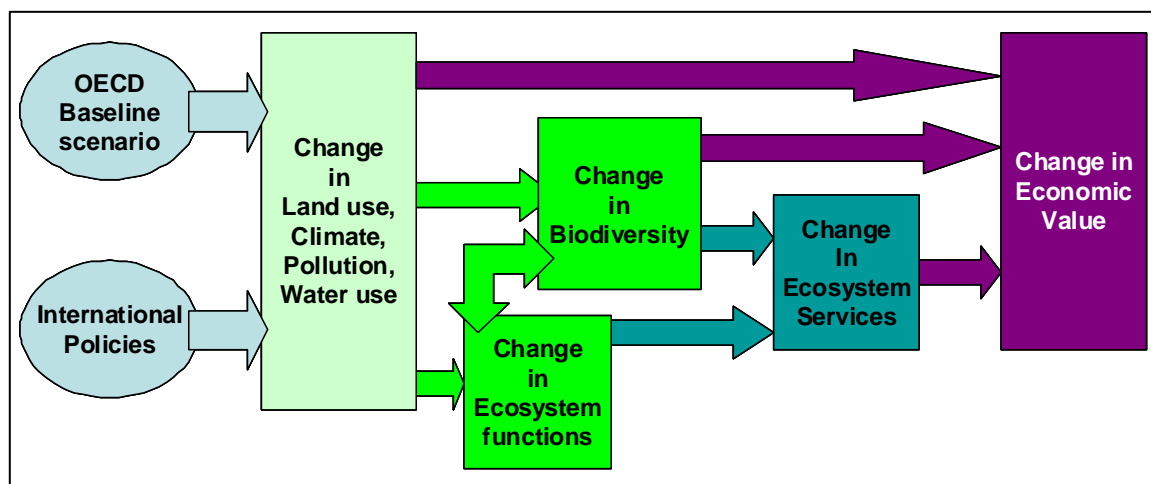 OECD
Baseline
scenario
International
Policies
Change
in
Land use,
Climate,
Pollution,
Water use
Change
in
Biodiversity
Change
in
Ecosystem
functions
Change
In
Ecosystem
Services
Change in
Economic
Value